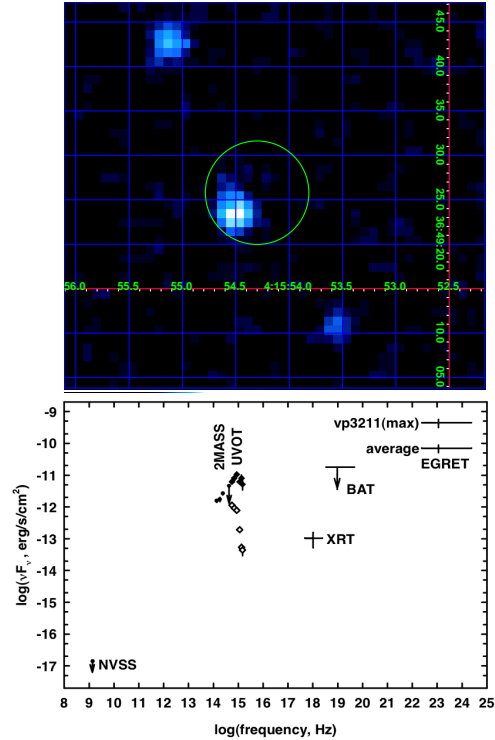 45.0
40.0
35.0
30.0
25.0
36:49:20.0
56.0 55.5 55.0 54.5 4:15:54.0 53.5 53.0 52.5
10.0
05.0
-9
-10
-11
-12
-13
-14
-15
-16
-17
log(νFν, erg/s/cm²)
2MASS
UVOT
vp3211(max)
average
EGRET
BAT
XRT
NVSS
8 9 10 11 12 13 14 15 16 17 18 19 20 21 22 23 24 25
log(frequency, Hz)